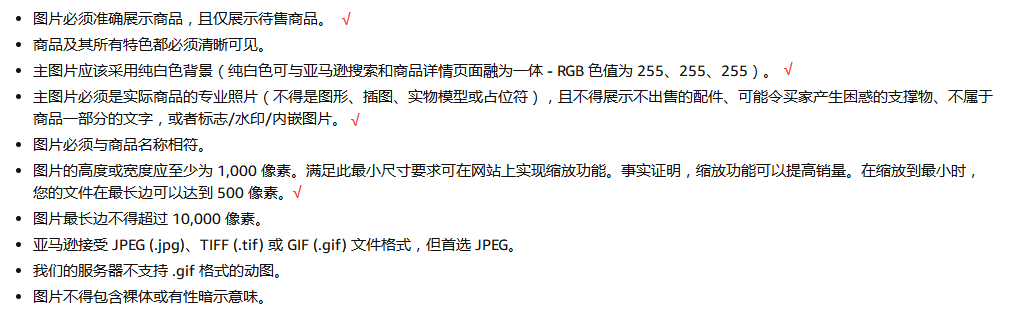 • 图片必须准确展示商品，且仅展示待售商品。 √
• 商品及其所有特色都必须清晰可见。
• 主图片应该采用纯白色背景（纯白色可与亚马逊搜索和商品详情页面融为一体 - RGB 色值为 255、255、255）。 √
• 主图片必须是实际商品的专业照片（不得是图形、插图、实物模型或占位符），且不得展示不出售的配件、可能令买家产生困惑的支撑物、不属于
商品一部分的文字，或者标志/水印/内嵌图片。 √
• 图片必须与商品名称相符。
• 图片的高度或宽度应至少为 1,000 像素。满足此最小尺寸要求可在网站上实现缩放功能。事实证明，缩放功能可以提高销量。在缩放到最小时，
您的文件在最长边可以达到 500 像素。√
• 图片最长边不得超过 10,000 像素。
• 亚马逊接受 JPEG (.jpg)、TIFF (.tif) 或 GIF (.gif) 文件格式，但首选 JPEG。
• 我们的服务器不支持 .gif 格式的动图。
• 图片不得包含裸体或有性暗示意味。